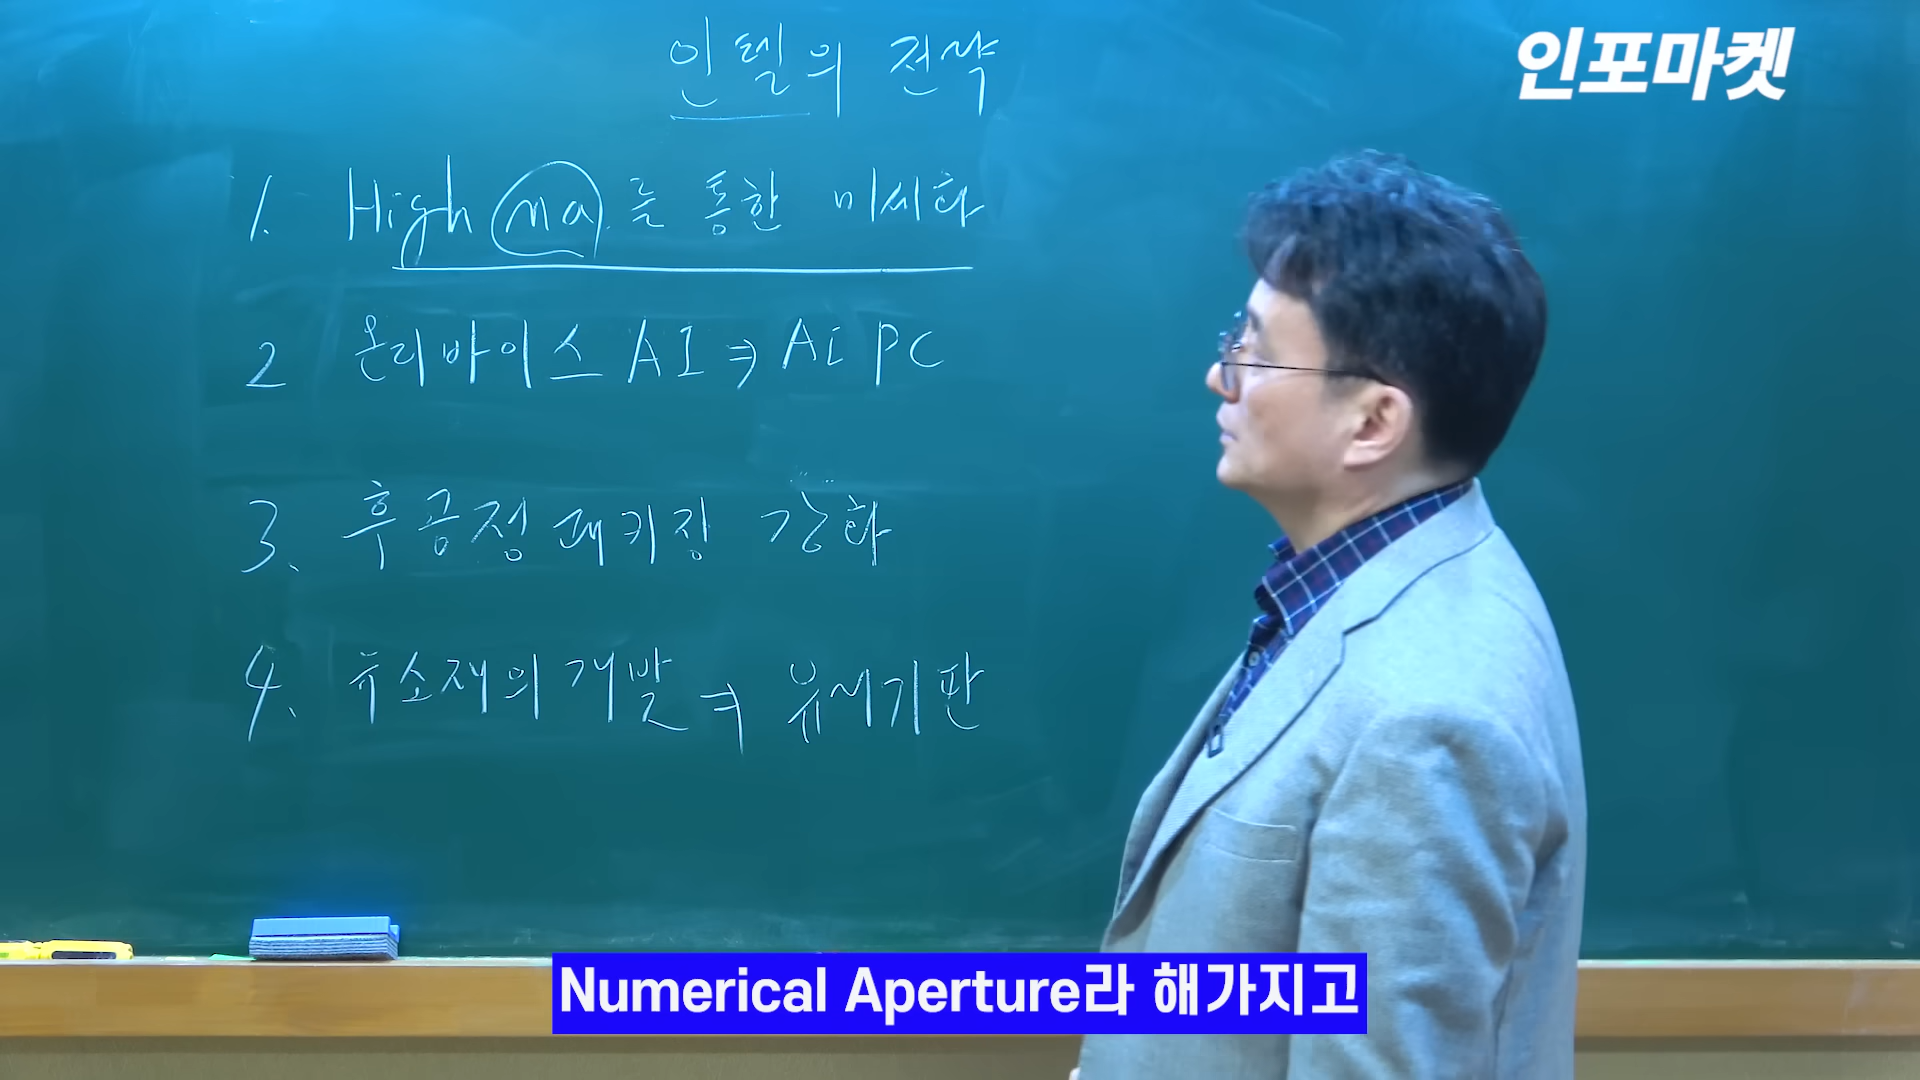 인텔의 전략
인포마켓
1. High na를 통한 미세화
2 온디바이스 AI ⇒ Ai PC
3. 후공정 패키징 강화
4. 소재의 개발 ⇒ 유리기판
Numerical Aperture라 해가지고